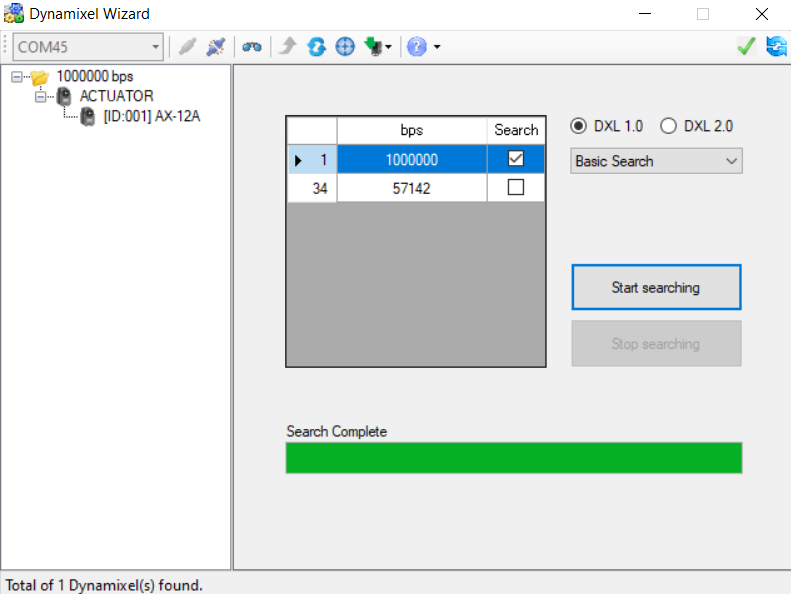 Dynamixel Wizard
COM45
1000000 bps
ACTUATOR
[ID:001] AX-12A
bps Search
1 1000000
34 57142
DXL 1.0 DXL 2.0
Basic Search
Start searching
Stop searching
Search Complete
Total of 1 Dynamixel(s) found.